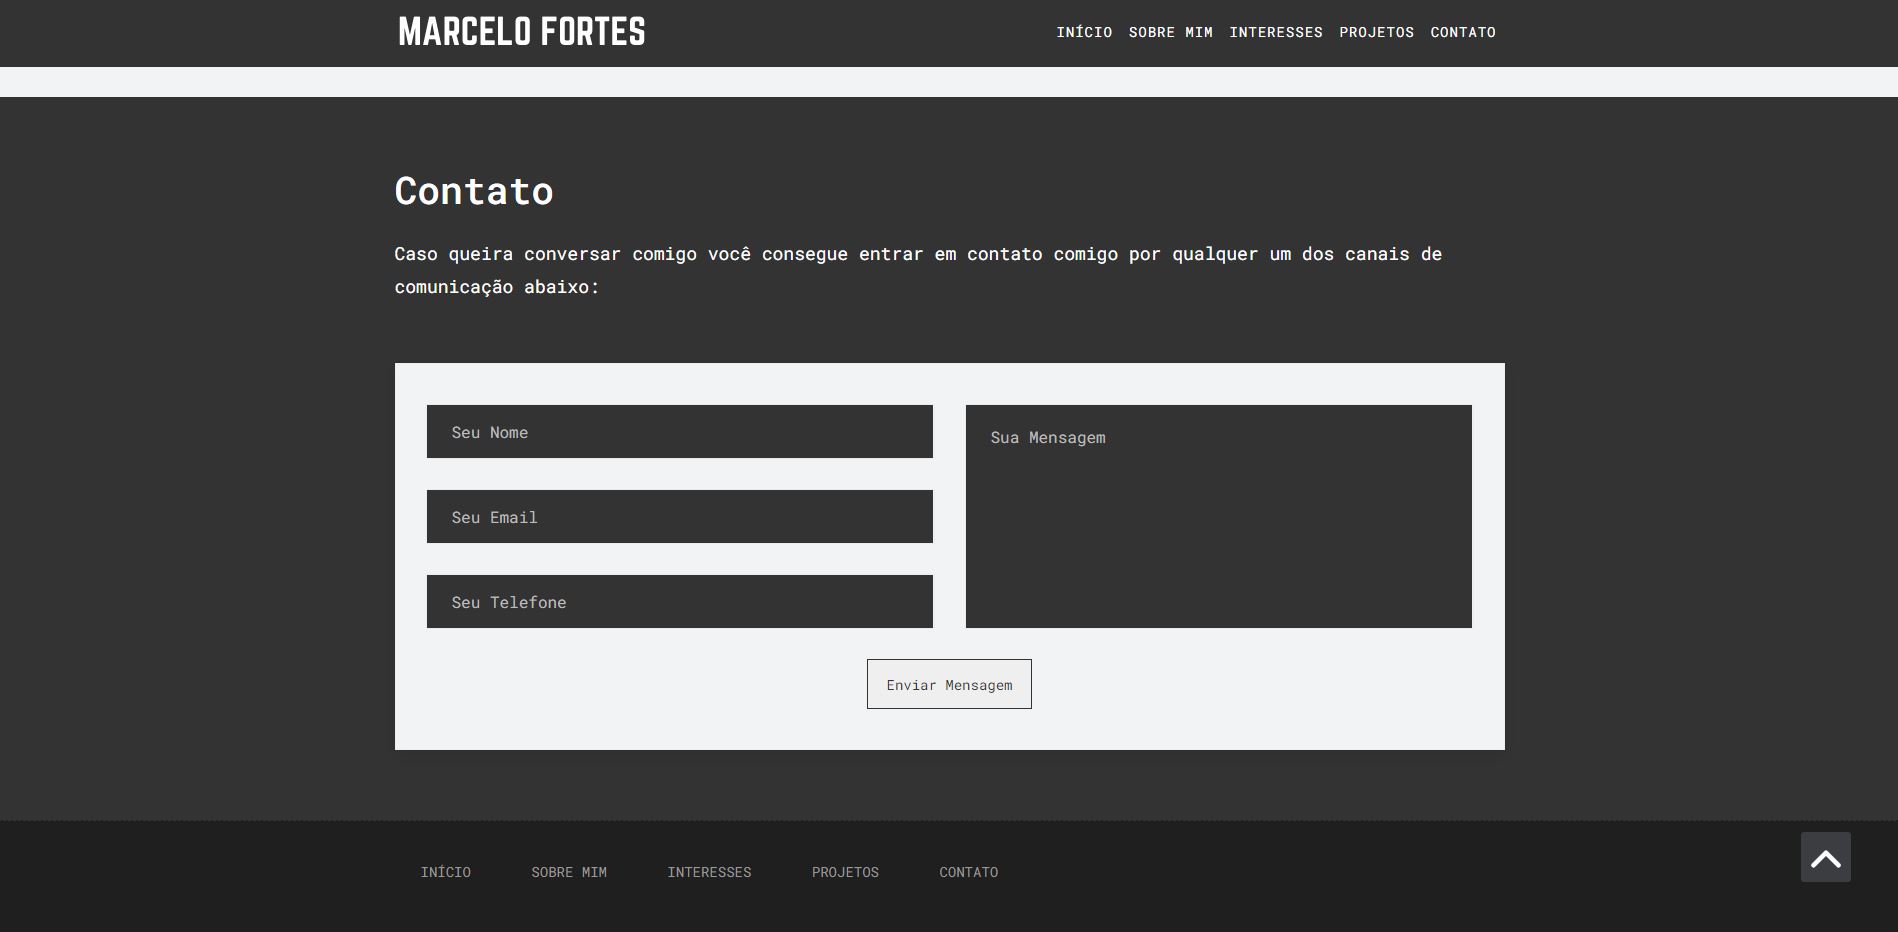 MARCELO FORTES
INÍCIO SOBRE MIM INTERESSES PROJETOS CONTATO
Contato
Caso queira conversar comigo você consegue entrar em contato comigo por qualquer um dos canais de
comunicação abaixo:
Seu Nome
Seu Email
Seu Telefone
Sua Mensagem
Enviar Mensagem
INÍCIO SOBRE MIM INTERESSES PROJETOS CONTATO